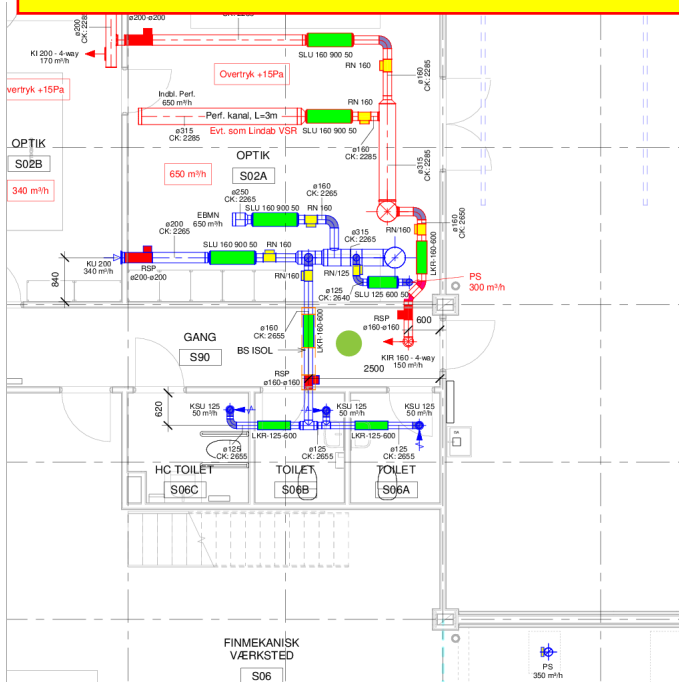 ø200
CK: 2285
ø200-ø200
CK: 2265
KI 200 - 4-way
170 m³/h
SLU 160 900 50
RN 160
ø160
CK: 2285
vertryk +15Pa
Overtryk +15Pa
Indbl. Perf.
650 m³/h
RN 160
Perf. kanal, L=3m
ø315
CK: 2285
Evt. som Lindab VSR
SLU 160 900 50
ø160
CK: 2285
ø315
CK: 2285
OPTIK
S02B
340 m³/h
OPTIK
S02A
650 m³/h
ø160
CK: 2265
ø250
CK: 2265
EBMN
650 m³/h
SLU 160 900 50
RN 160
ø200
CK: 2265
SLU 160 900 50
RN 160
ø315
CK: 2265
RN/160
ø160
CK: 2650
LKR-160-600
KU 200
340 m³/h
RSP
ø200-ø200
RN/160
RN/125
ø125
CK: 2640
SLU 125 600 50
PS
300 m³/h
840
RSP
ø160-ø160
600
GANG
S90
ø160
CK: 2655
BS ISOL
LKR-160-600
KIR 160 - 4-way
150 m³/h
RSP
ø160-ø160
2500
620
KSU 125
50 m³/h
KSU 125
50 m³/h
KSU 125
50 m³/h
LKR-125-600
LKR-125-600
ø125
CK: 2655
ø125
CK: 2655
ø125
CK: 2655
HC TOILET
S06C
TOILET
S06B
TOILET
S06A
FINMEKANISK
VÆRKSTED
S06
PS
350 m³/h